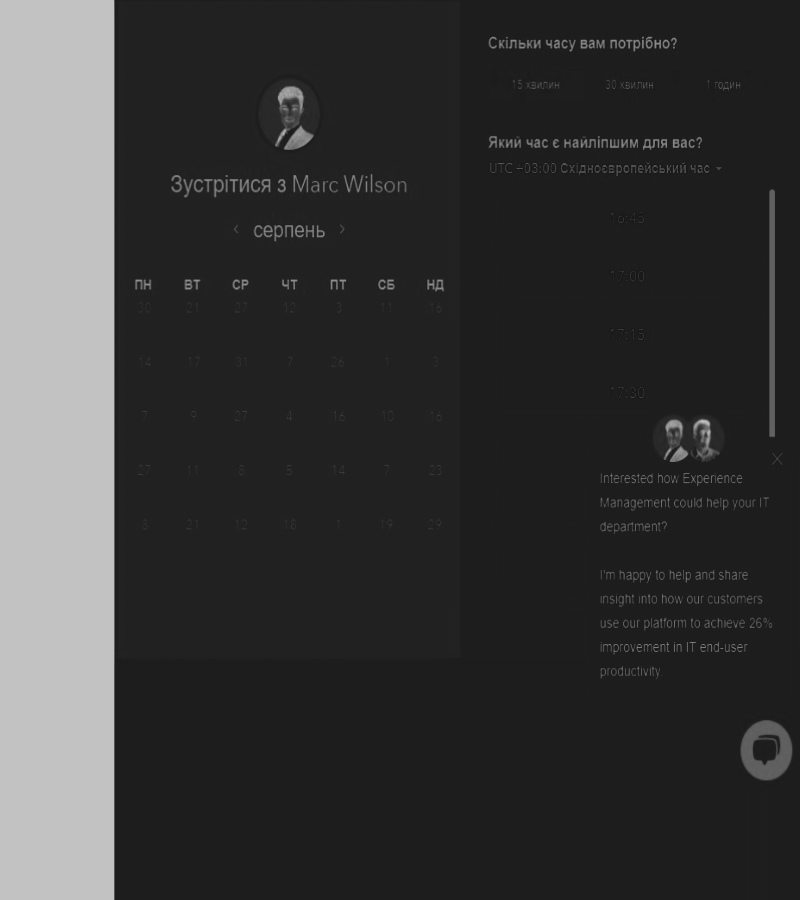 Зустрітися з Marc Wilson
‹ серпень ›
ПН ВТ СР ЧТ ПТ СБ НД
30 21 27 12 3 11 16
14 17 31 7 26 1 3
7 9 27 4 16 10 16
27 11 14 7 23
21 12 18 1 19 29
Скільки часу вам потрібно?
15 хвилин 30 хвилин 1 годин
Який час є найліпшим для вас?
UTC –03:00 Східноєвропейський час
16:45
17:00
17:15
17:30
Interested how Experience
Management could help your IT
department?
I'm happy to help and share
insight into how our customers
use our platform to achieve 26%
improvement in IT end-user
productivity.